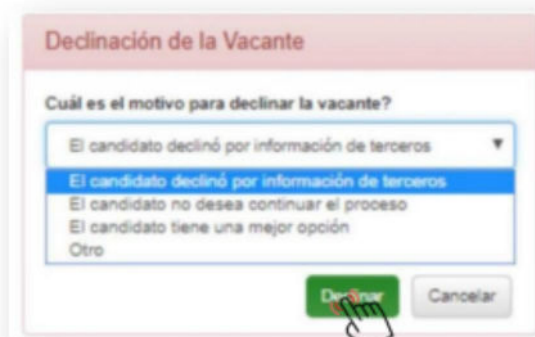 Declinación de la Vacante
Cuál es el motivo para declinar la vacante?
El candidato declinó por información de terceros
El candidato declinó por información de terceros
El candidato no desea continuar el proceso
El candidato tiene una mejor opción
Otro
Declinar Cancelar